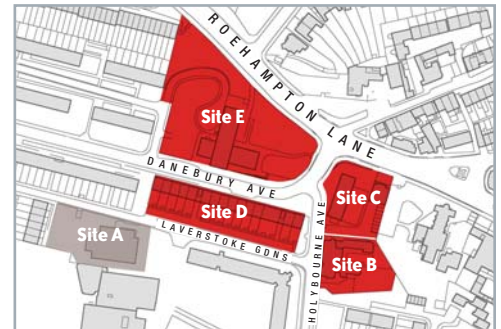 ROEHAMPTON LANE
Site E
DANEBURY AVE
Site C
Site D
HOLYBOURNE AVE
Site A
LAVERSTOKE GDNS
Site B